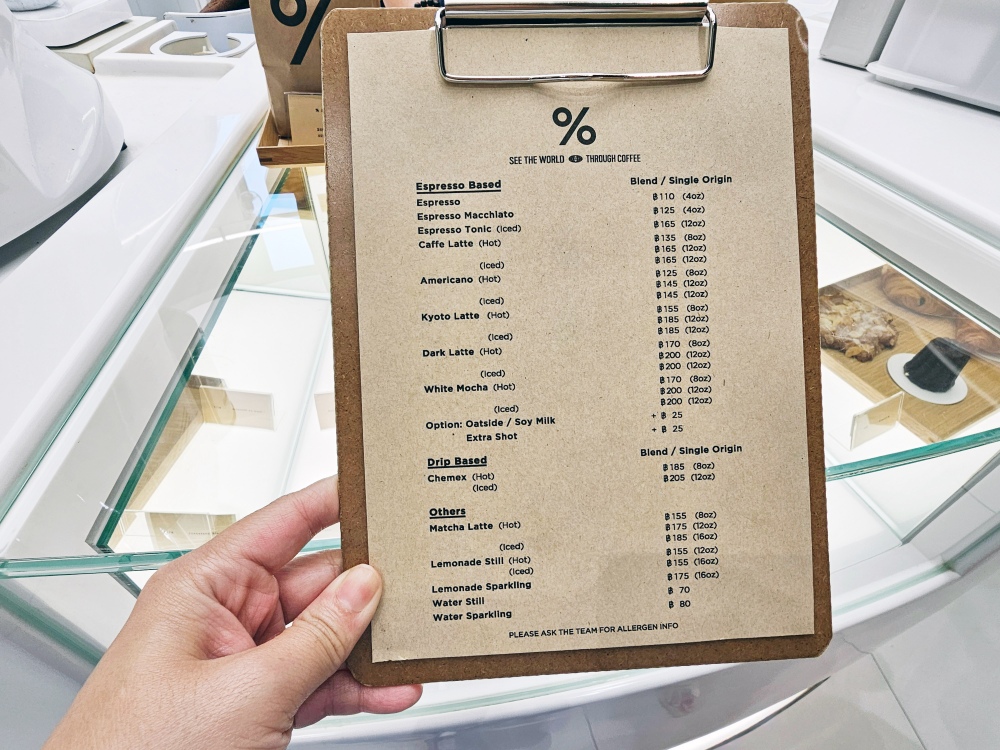 %
SEE THE WORLD THROUGH COFFEE
Espresso Based Blend / Single Origin
Espresso ฿110 (4oz)
Espresso Macchiato ฿125 (4oz)
Espresso Tonic (Iced) ฿165 (12oz)
Caffe Latte (Hot) ฿135 (8oz)
฿165 (12oz)
(Iced) ฿165 (12oz)
Americano (Hot) ฿125 (8oz)
฿145 (12oz)
(Iced) ฿145 (12oz)
Kyoto Latte (Hot) ฿155 (8oz)
฿185 (12oz)
(Iced) ฿185 (12oz)
Dark Latte (Hot) ฿170 (8oz)
฿200 (12oz)
(Iced) ฿200 (12oz)
White Mocha (Hot) ฿170 (8oz)
฿200 (12oz)
(Iced) ฿200 (12oz)
Option: Oatside / Soy Milk + ฿ 25
Extra Shot + ฿ 25
Drip Based Blend / Single Origin
Chemex (Hot) ฿185 (8oz)
(Iced) ฿205 (12oz)
Others
Matcha Latte (Hot) ฿155 (8oz)
฿175 (12oz)
(Iced) ฿185 (16oz)
Lemonade Still (Hot) ฿155 (12oz)
(Iced) ฿155 (16oz)
Lemonade Sparkling ฿175 (16oz)
Water Still ฿ 70
Water Sparkling ฿ 80
PLEASE ASK THE TEAM FOR ALLERGEN INFO